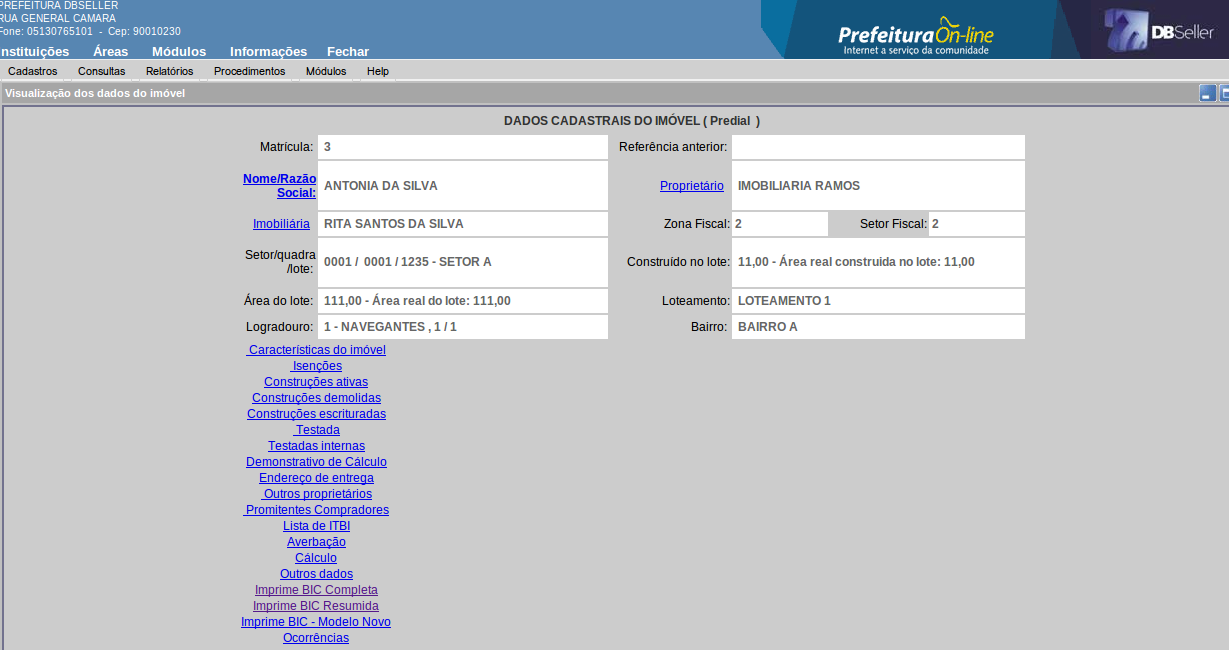 PREFEITURA DBSELLER
RUA GENERAL CAMARA
Fone: 05130765101 - Cep: 90010230
nstituições Áreas Módulos Informações Fechar
PrefeituraOn-line
Internet a serviço da comunidade
DBSeller
Cadastros Consultas Relatórios Procedimentos Módulos Help
Visualização dos dados do imóvel
DADOS CADASTRAIS DO IMÓVEL ( Predial )
Matrícula: 3 Referência anterior:
Nome/Razão Social: ANTONIA DA SILVA Proprietário IMOBILIARIA RAMOS
Imobiliária RITA SANTOS DA SILVA Zona Fiscal: 2 Setor Fiscal: 2
Setor/quadra /lote: 0001 / 0001 / 1235 - SETOR A Construído no lote: 11,00 - Área real construida no lote: 11,00
Área do lote: 111,00 - Área real do lote: 111,00 Loteamento: LOTEAMENTO 1
Logradouro: 1 - NAVEGANTES , 1 / 1 Bairro: BAIRRO A
Características do imóvel
Isenções
Construções ativas
Construções demolidas
Construções escrituradas
Testada
Testadas internas
Demonstrativo de Cálculo
Endereço de entrega
Outros proprietários
Promitentes Compradores
Lista de ITBI
Averbação
Cálculo
Outros dados
Imprime BIC Completa
Imprime BIC Resumida
Imprime BIC - Modelo Novo
Ocorrências